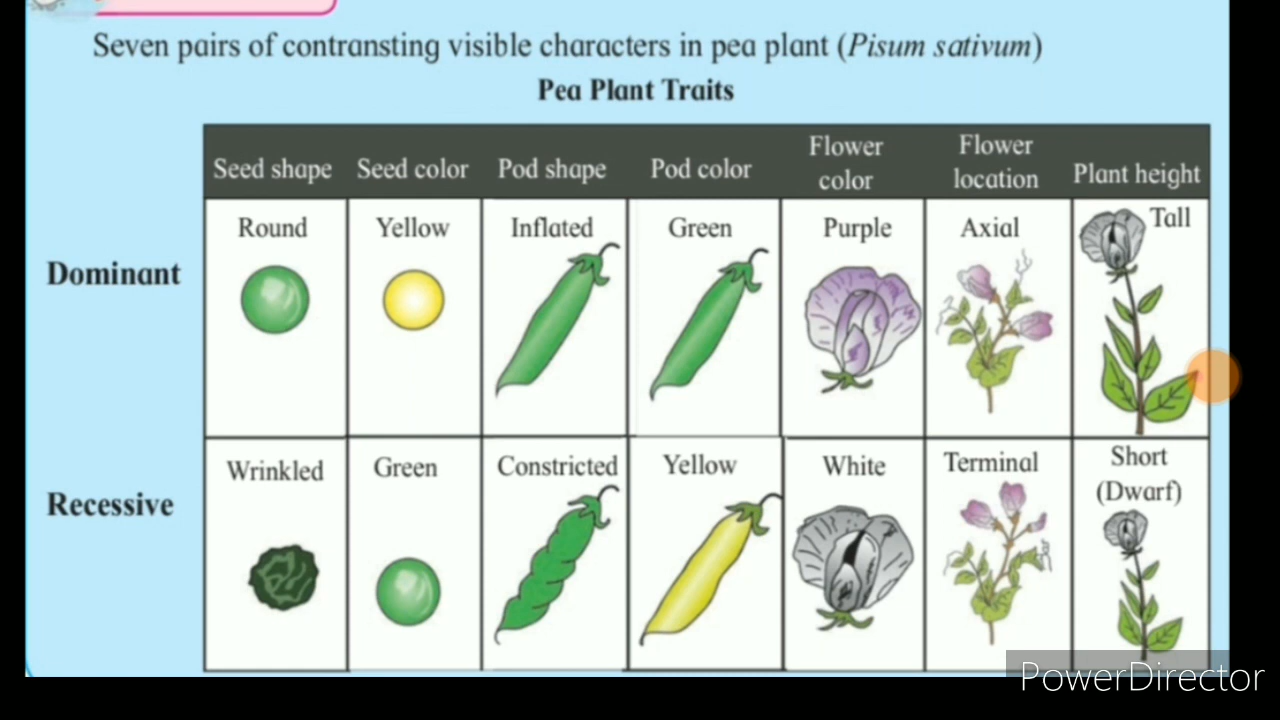 Seven pairs of contransting visible characters in pea plant (Pisum sativum)
Pea Plant Traits
Seed shape Seed color Pod shape Pod color Flower color Flower location Plant height
Dominant Round Yellow Inflated Green Purple Axial Tall
Recessive Wrinkled Green Constricted Yellow White Terminal Short (Dwarf)
PowerDirector